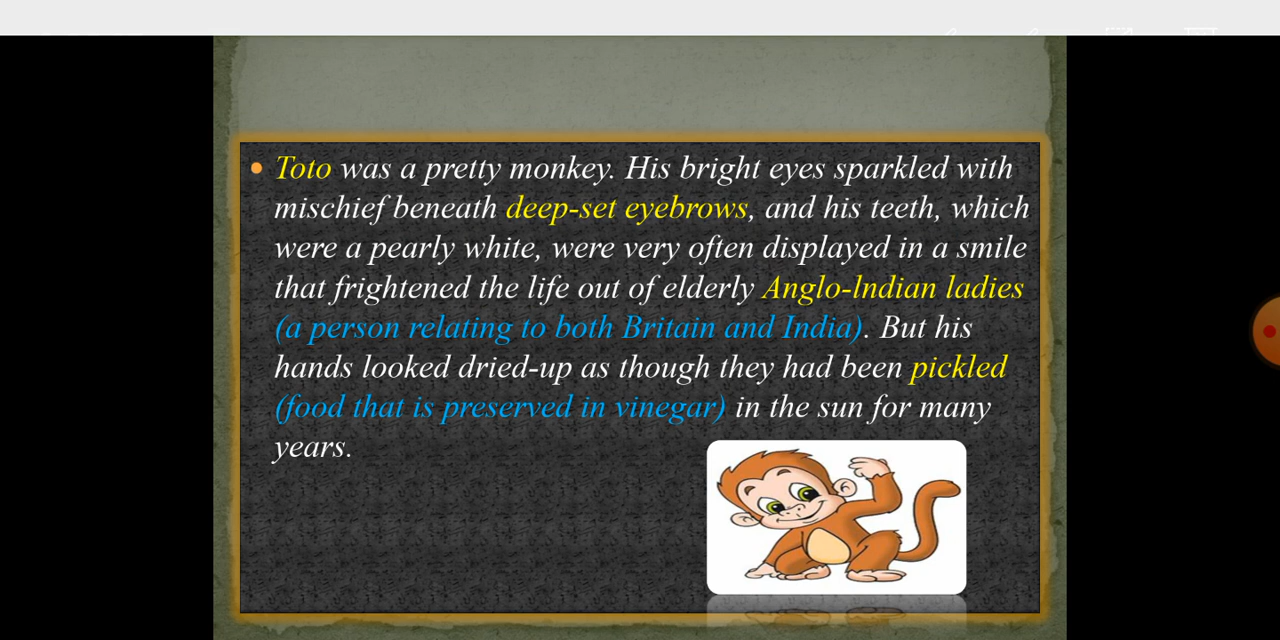 Toto was a pretty monkey. His bright eyes sparkled with
mischief beneath deep-set eyebrows, and his teeth, which
were a pearly white, were very often displayed in a smile
that frightened the life out of elderly Anglo-lndian ladies
(a person relating to both Britain and India). But his
hands looked dried-up as though they had been pickled
(food that is preserved in vinegar) in the sun for many
years.